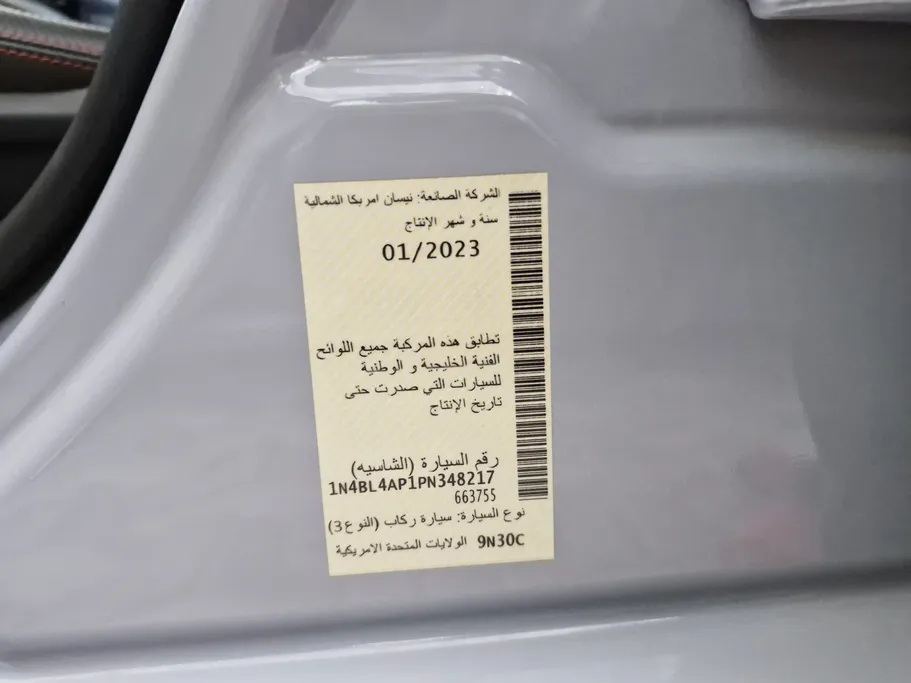 الشركة الصانعة: نيسان امريكا الشمالية
سنة و شهر الإنتاج
01/2023
تطابق هذه المركبة جميع اللوائح
الفنية الخليجية و الوطنية
للسيارات التي صدرت حتى
تاريخ الإنتاج
رقم السيارة (الشاسيه)
1N4BL4AP1PN348217
663755
نوع السيارة: سيارة ركاب (النوع3)
9N30C الولايات المتحدة الامريكية